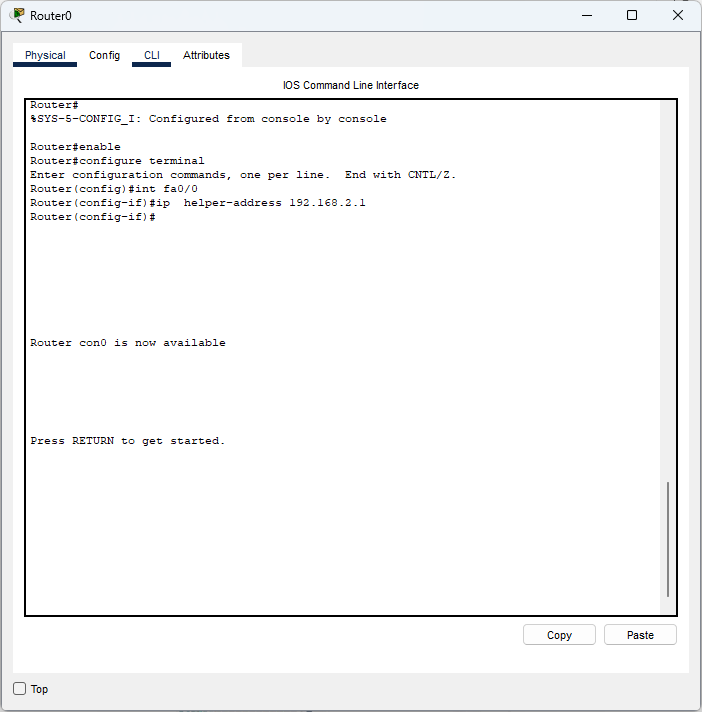 Router0
Physical Config CLI Attributes
IOS Command Line Interface
Router#
%SYS-5-CONFIG_I: Configured from console by console
Router#enable
Router#configure terminal
Enter configuration commands, one per line.  End with CNTL/Z.
Router(config)#int fa0/0
Router(config-if)#ip  helper-address 192.168.2.1
Router(config-if)#
Router con0 is now available
Press RETURN to get started.
Copy Paste
Top